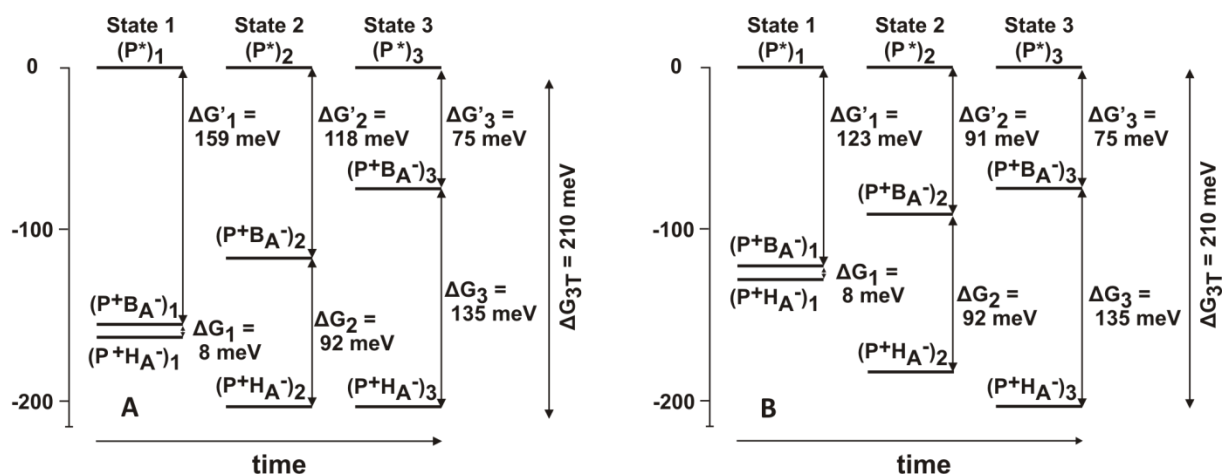 State 1 State 2 State 3
(P*)1 (P*)2 (P*)3
0
ΔG'1 =
159 meV
ΔG'2 =
118 meV
ΔG'3 =
75 meV
(P+BA-)3
-100
(P+BA-)2
ΔG3T = 210 meV
(P+BA-)1
(P+HA-)1
ΔG1 =
8 meV
ΔG2 =
92 meV
ΔG3 =
135 meV
(P+HA-)2
(P+HA-)3
-200
A
time
State 1 State 2 State 3
(P*)1 (P*)2 (P*)3
0
ΔG'1 =
123 meV
ΔG'2 =
91 meV
ΔG'3 =
75 meV
(P+BA-)3
(P+BA-)2
-100
(P+BA-)1
(P+HA-)1
ΔG1 =
8 meV
ΔG2 =
92 meV
ΔG3 =
135 meV
ΔG3T = 210 meV
(P+HA-)2
(P+HA-)3
-200
B
time